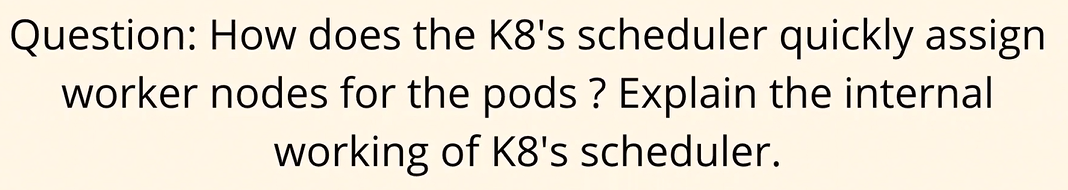 Question: How does the K8's scheduler quickly assign
worker nodes for the pods ? Explain the internal
working of K8's scheduler.